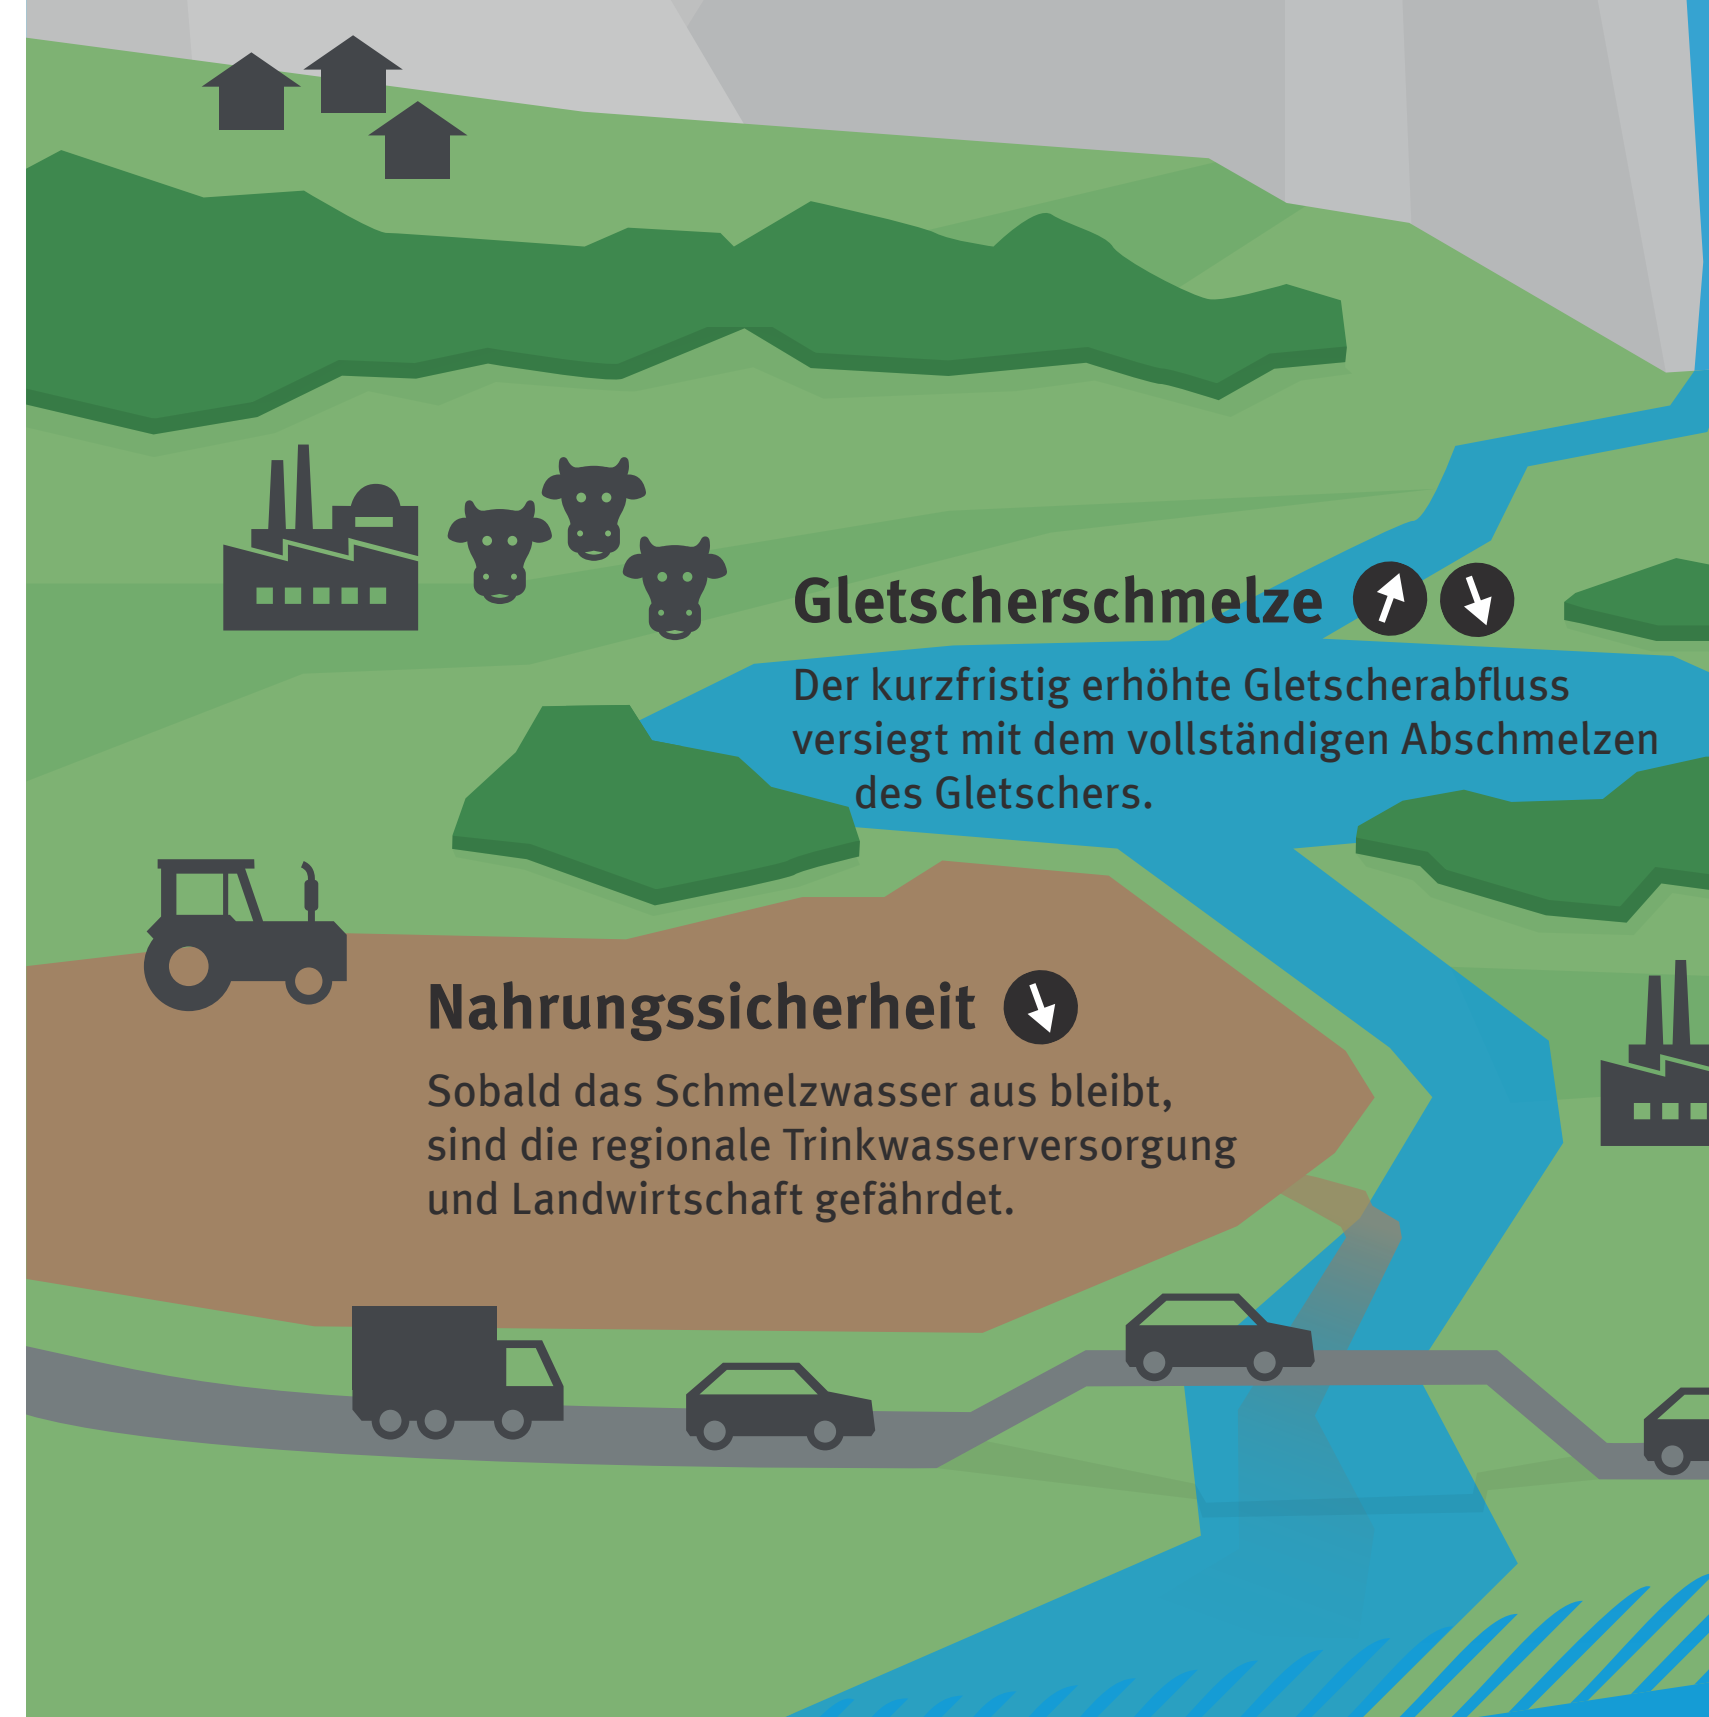 Gletscherschmelze
Der kurzfristig erhöhte Gletscherabfluss
versiegt mit dem vollständigen Abschmelzen
des Gletschers.
Nahrungssicherheit
Sobald das Schmelzwasser aus bleibt,
sind die regionale Trinkwasserversorgung
und Landwirtschaft gefährdet.